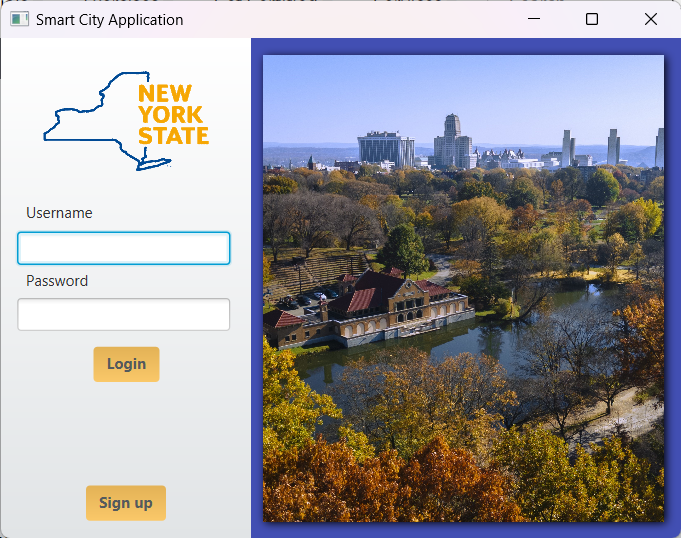 Smart City Application
NEW
YORK
STATE
Username
Password
Login
Sign up